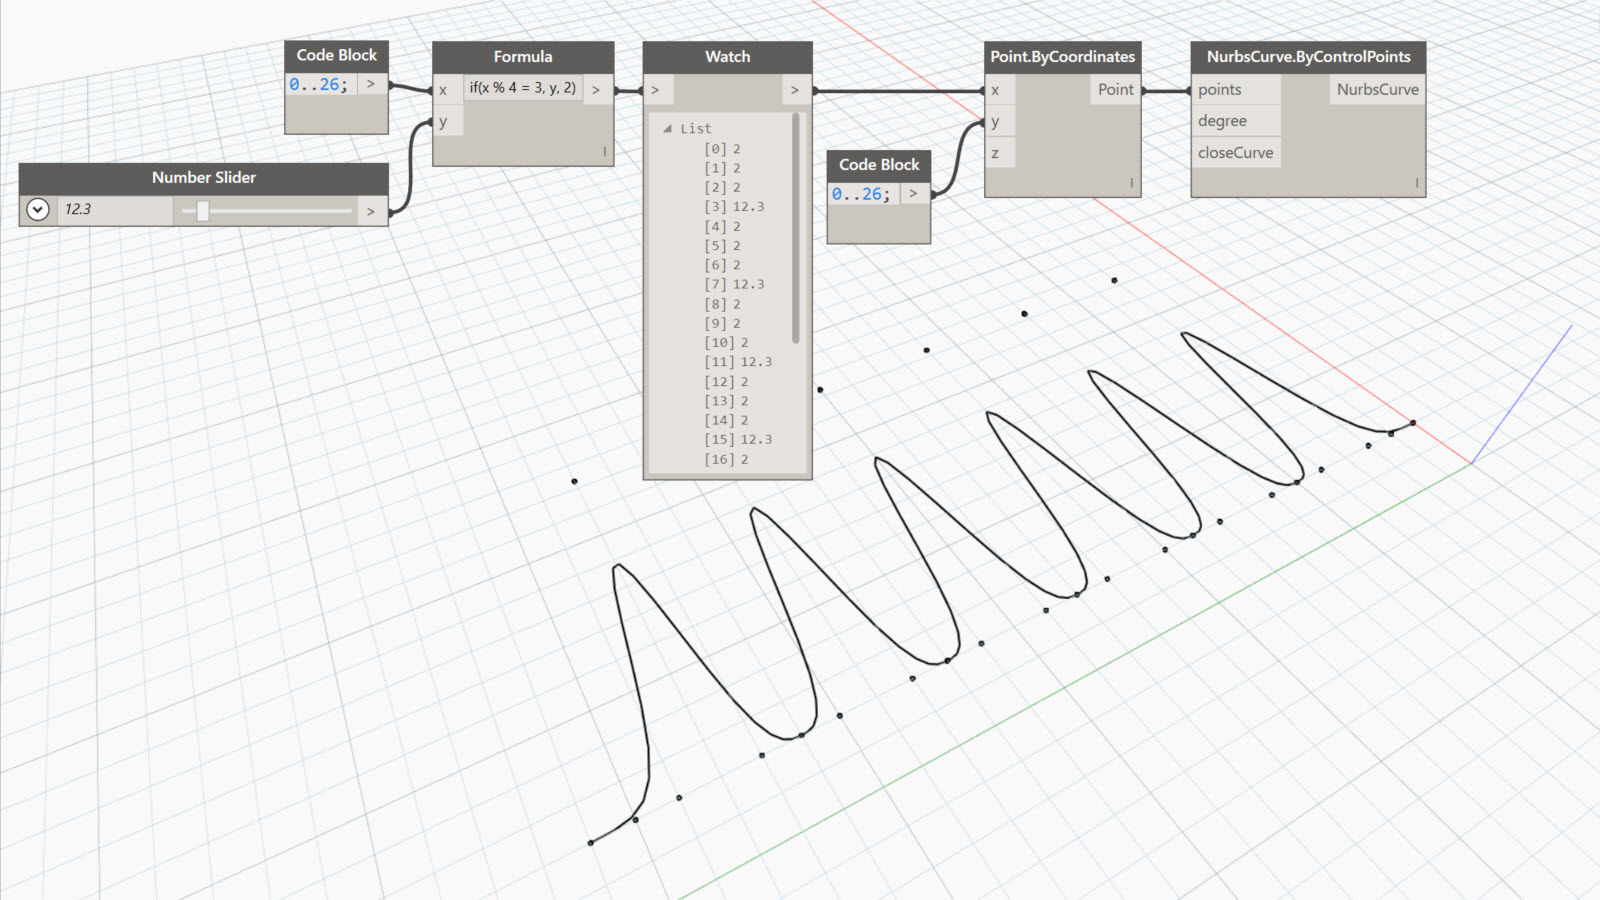 Code Block
0..26; >
Number Slider
12.3 >
Formula
x if(x % 4 = 3, y, 2) >
y
l
Watch
> >
List
[0] 2
[1] 2
[2] 2
[3] 12.3
[4] 2
[5] 2
[6] 2
[7] 12.3
[8] 2
[9] 2
[10] 2
[11] 12.3
[12] 2
[13] 2
[14] 2
[15] 12.3
[16] 2
Code Block
0..26; >
Point.ByCoordinates
x Point
y
z
l
NurbsCurve.ByControlPoints
points NurbsCurve
degree
closeCurve
l